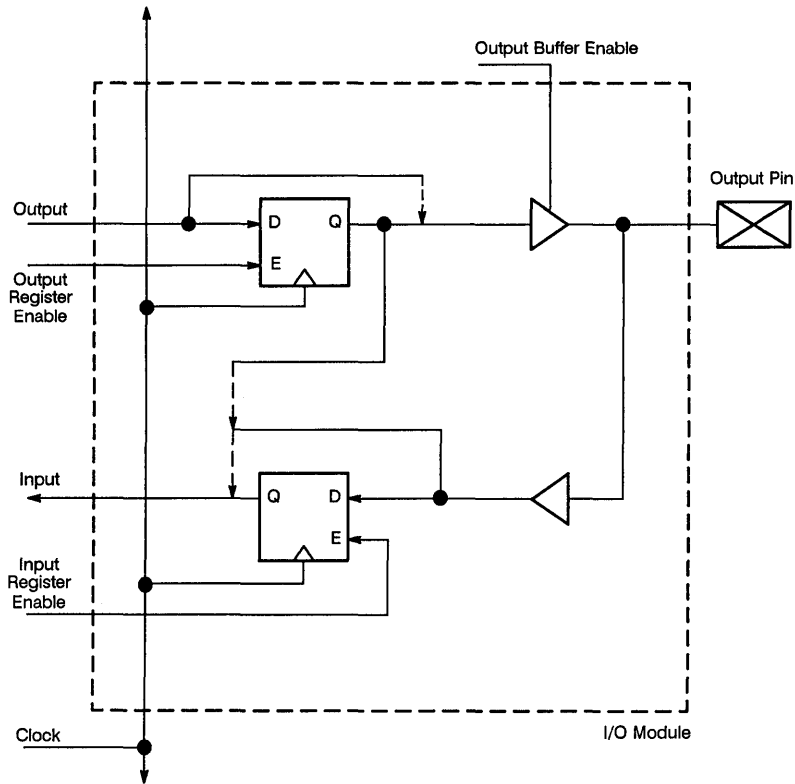 Output Buffer Enable
Output Pin
Output
D
Q
E
Output
Register
Enable
Input
Q
D
E
Input
Register
Enable
Clock
I/O Module